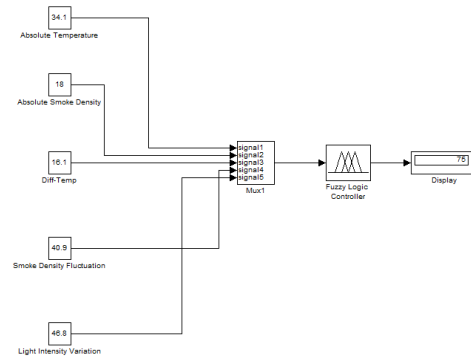 34.1
Absolute Temperature
18
Absolute Smoke Density
16.1
Diff-Temp
40.9
Smoke Density Fluctuation
46.8
Light Intensity Variation
signal1
signal2
signal3
signal4
signal5
Mux1
Fuzzy Logic
Controller
75
Display